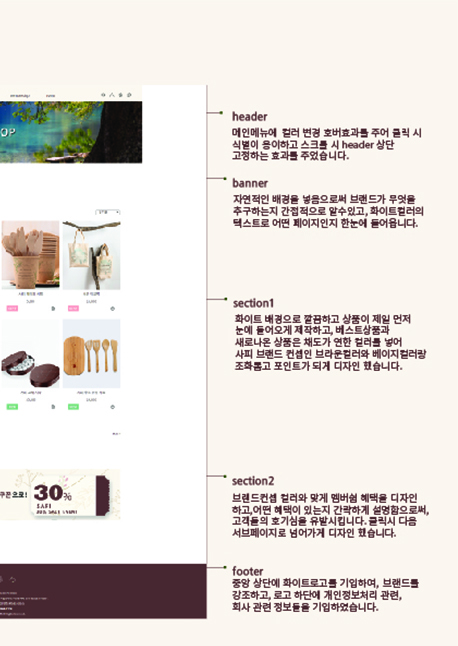 OP
header
메인메뉴에 컬러 변경 호버효과를 주어 클릭 시
식별이 용이하고 스크롤 시 header 상단
고정하는 효과를 주었습니다.
banner
자연적인 배경을 넣음으로써 브랜드가 무엇을
추구하는지 간접적으로 알수있고, 화이트컬러의
텍스트로 어떤 페이지인지 한눈에 들어옵니다.
section1
화이트 배경으로 깔끔하고 상품이 제일 먼저
눈에 들어오게 제작하고, 베스트상품과
새로나온 상품은 채도가 연한 컬러를 넣어
사피 브랜드 컨셉인 브라운컬러와 베이지컬러랑
조화롭고 포인트가 되게 디자인 했습니다.
section2
쿠폰으로!
30%
SAFI
브랜드컨셉 컬러와 맞게 멤버쉽 혜택을 디자인
하고,어떤 혜택이 있는지 간략하게 설명함으로써,
고객들의 호기심을 유발시킵니다. 클릭시 다음
서브페이지로 넘어가게 디자인 했습니다.
footer
중앙 상단에 화이트로고를 기입하여, 브랜드를
강조하고, 로고 하단에 개인정보처리 관련,
회사 관련 정보들을 기입하였습니다.